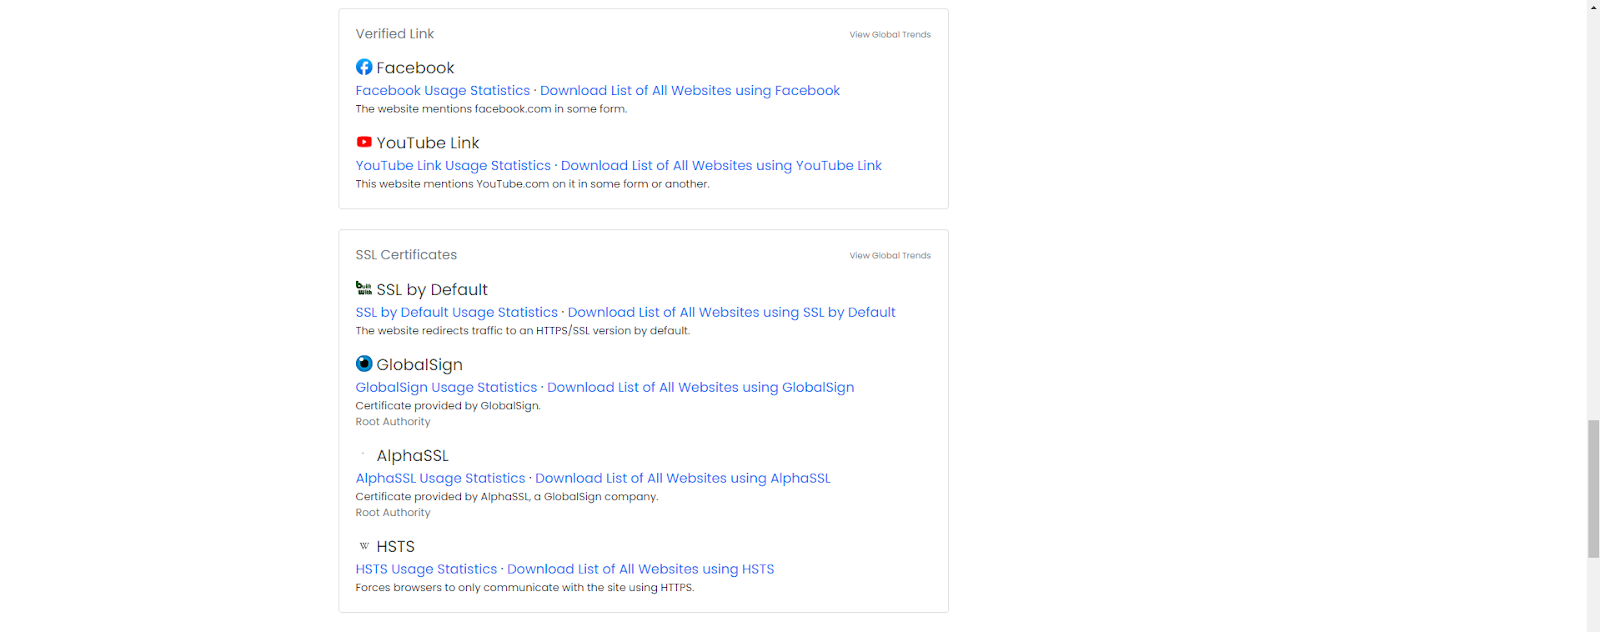 Verified Link
View Global Trends
Facebook
Facebook Usage Statistics · Download List of All Websites using Facebook
The website mentions facebook.com in some form.
YouTube Link
YouTube Link Usage Statistics · Download List of All Websites using YouTube Link
This website mentions YouTube.com on it in some form or another.
SSL Certificates
View Global Trends
built with
SSL by Default
SSL by Default Usage Statistics · Download List of All Websites using SSL by Default
The website redirects traffic to an HTTPS/SSL version by default.
GlobalSign
GlobalSign Usage Statistics · Download List of All Websites using GlobalSign
Certificate provided by GlobalSign.
Root Authority
AlphaSSL
AlphaSSL Usage Statistics · Download List of All Websites using AlphaSSL
Certificate provided by AlphaSSL, a GlobalSign company.
Root Authority
W HSTS
HSTS Usage Statistics · Download List of All Websites using HSTS
Forces browsers to only communicate with the site using HTTPS.